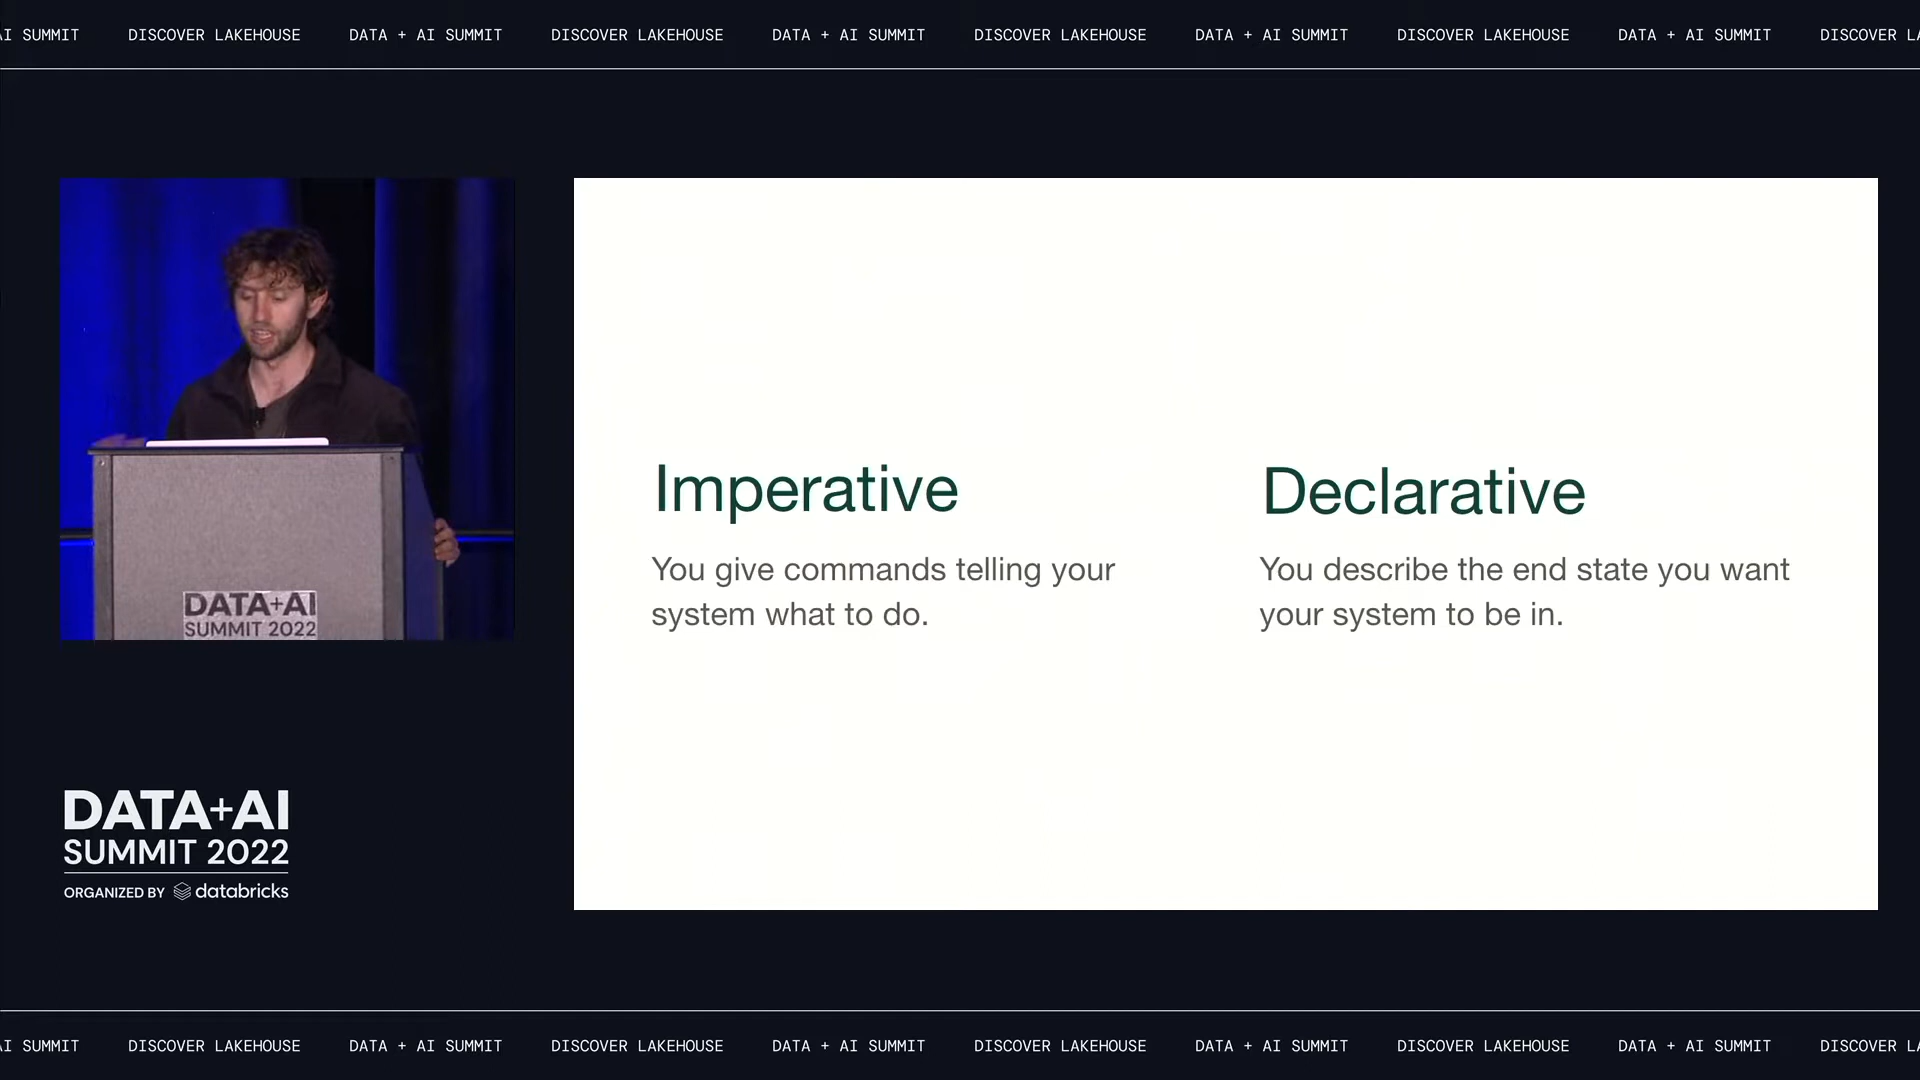 AI SUMMIT DISCOVER LAKEHOUSE DATA + AI SUMMIT DISCOVER LAKEHOUSE DATA + AI SUMMIT DISCOVER LAKEHOUSE DATA + AI SUMMIT DISCOVER LAKEHOUSE DATA + AI SUMMIT DISCOVER LA
DATA+AI
SUMMIT 2022
Imperative
You give commands telling your
system what to do.
Declarative
You describe the end state you want
your system to be in.
DATA+AI
SUMMIT 2022
ORGANIZED BY databricks
AI SUMMIT DISCOVER LAKEHOUSE DATA + AI SUMMIT DISCOVER LAKEHOUSE DATA + AI SUMMIT DISCOVER LAKEHOUSE DATA + AI SUMMIT DISCOVER LAKEHOUSE DATA + AI SUMMIT DISCOVER LA